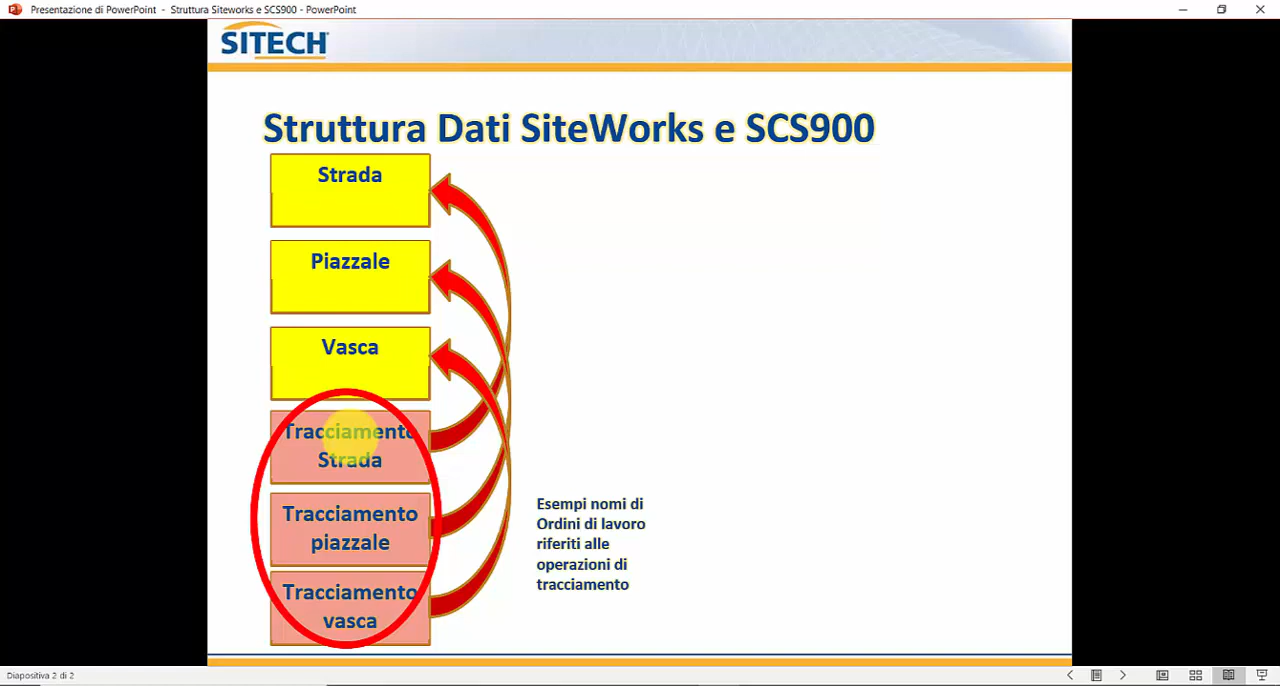 Presentazione di PowerPoint - Struttura Siteworks e SCS900 - PowerPoint
SITECH
Struttura Dati SiteWorks e SCS900
Strada
Piazzale
Vasca
Tracciamento
Strada
Tracciamento
piazzale
Tracciamento
vasca
Esempi nomi di
Ordini di lavoro
riferiti alle
operazioni di
tracciamento
Diapositiva 2 di 2